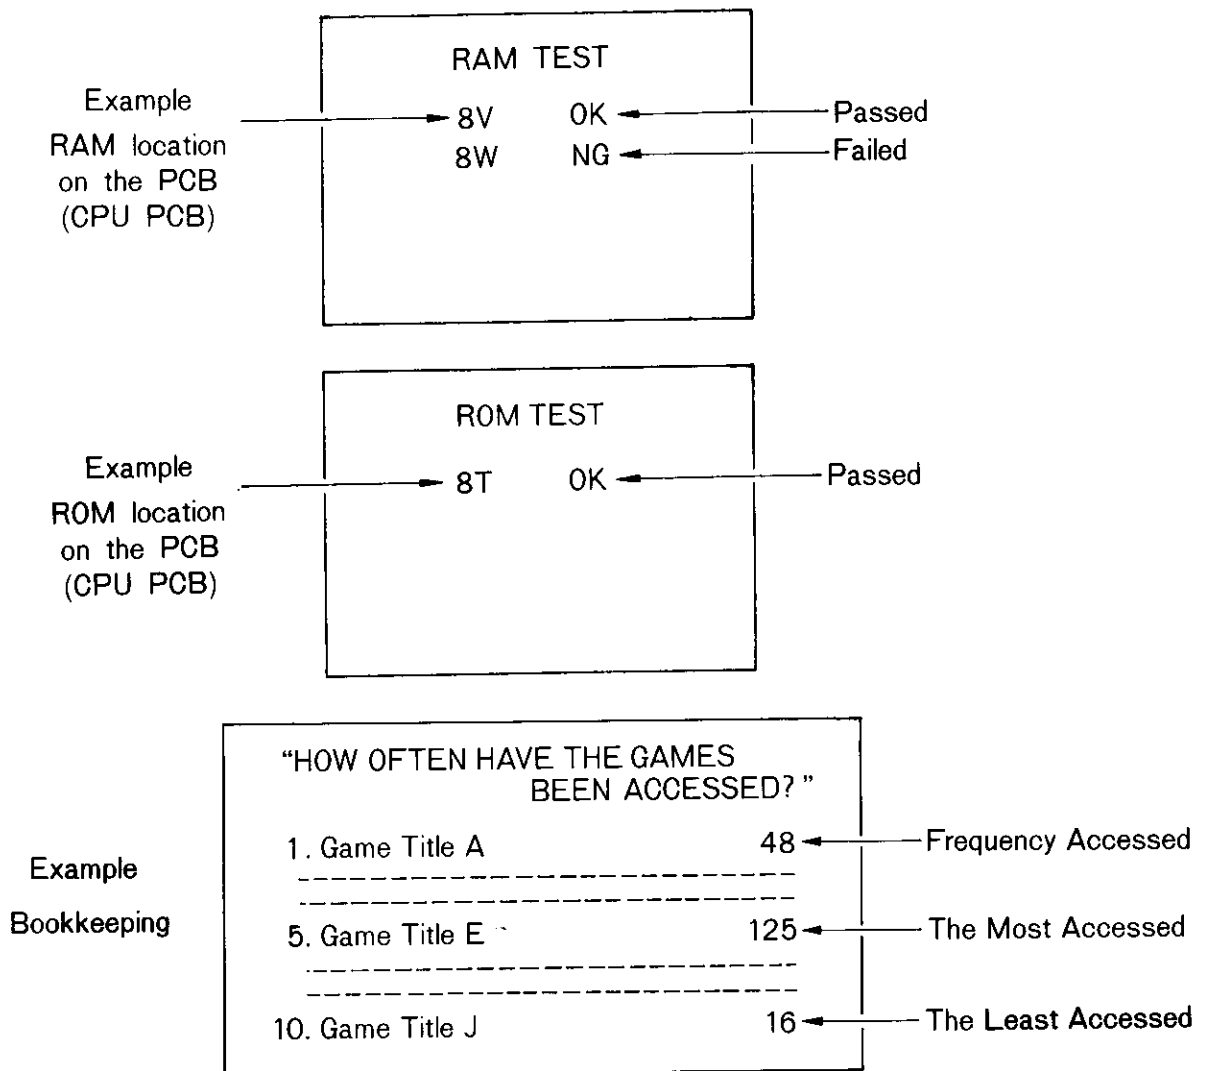 RAM TEST
Example
RAM location
on the PCB
(CPU PCB)
8V OK Passed
8W NG Failed
ROM TEST
Example
ROM location
on the PCB
(CPU PCB)
8T OK Passed
Example
Bookkeeping
“HOW OFTEN HAVE THE GAMES
BEEN ACCESSED?”
1. Game Title A 48 Frequency Accessed
5. Game Title E 125 The Most Accessed
10. Game Title J 16 The Least Accessed